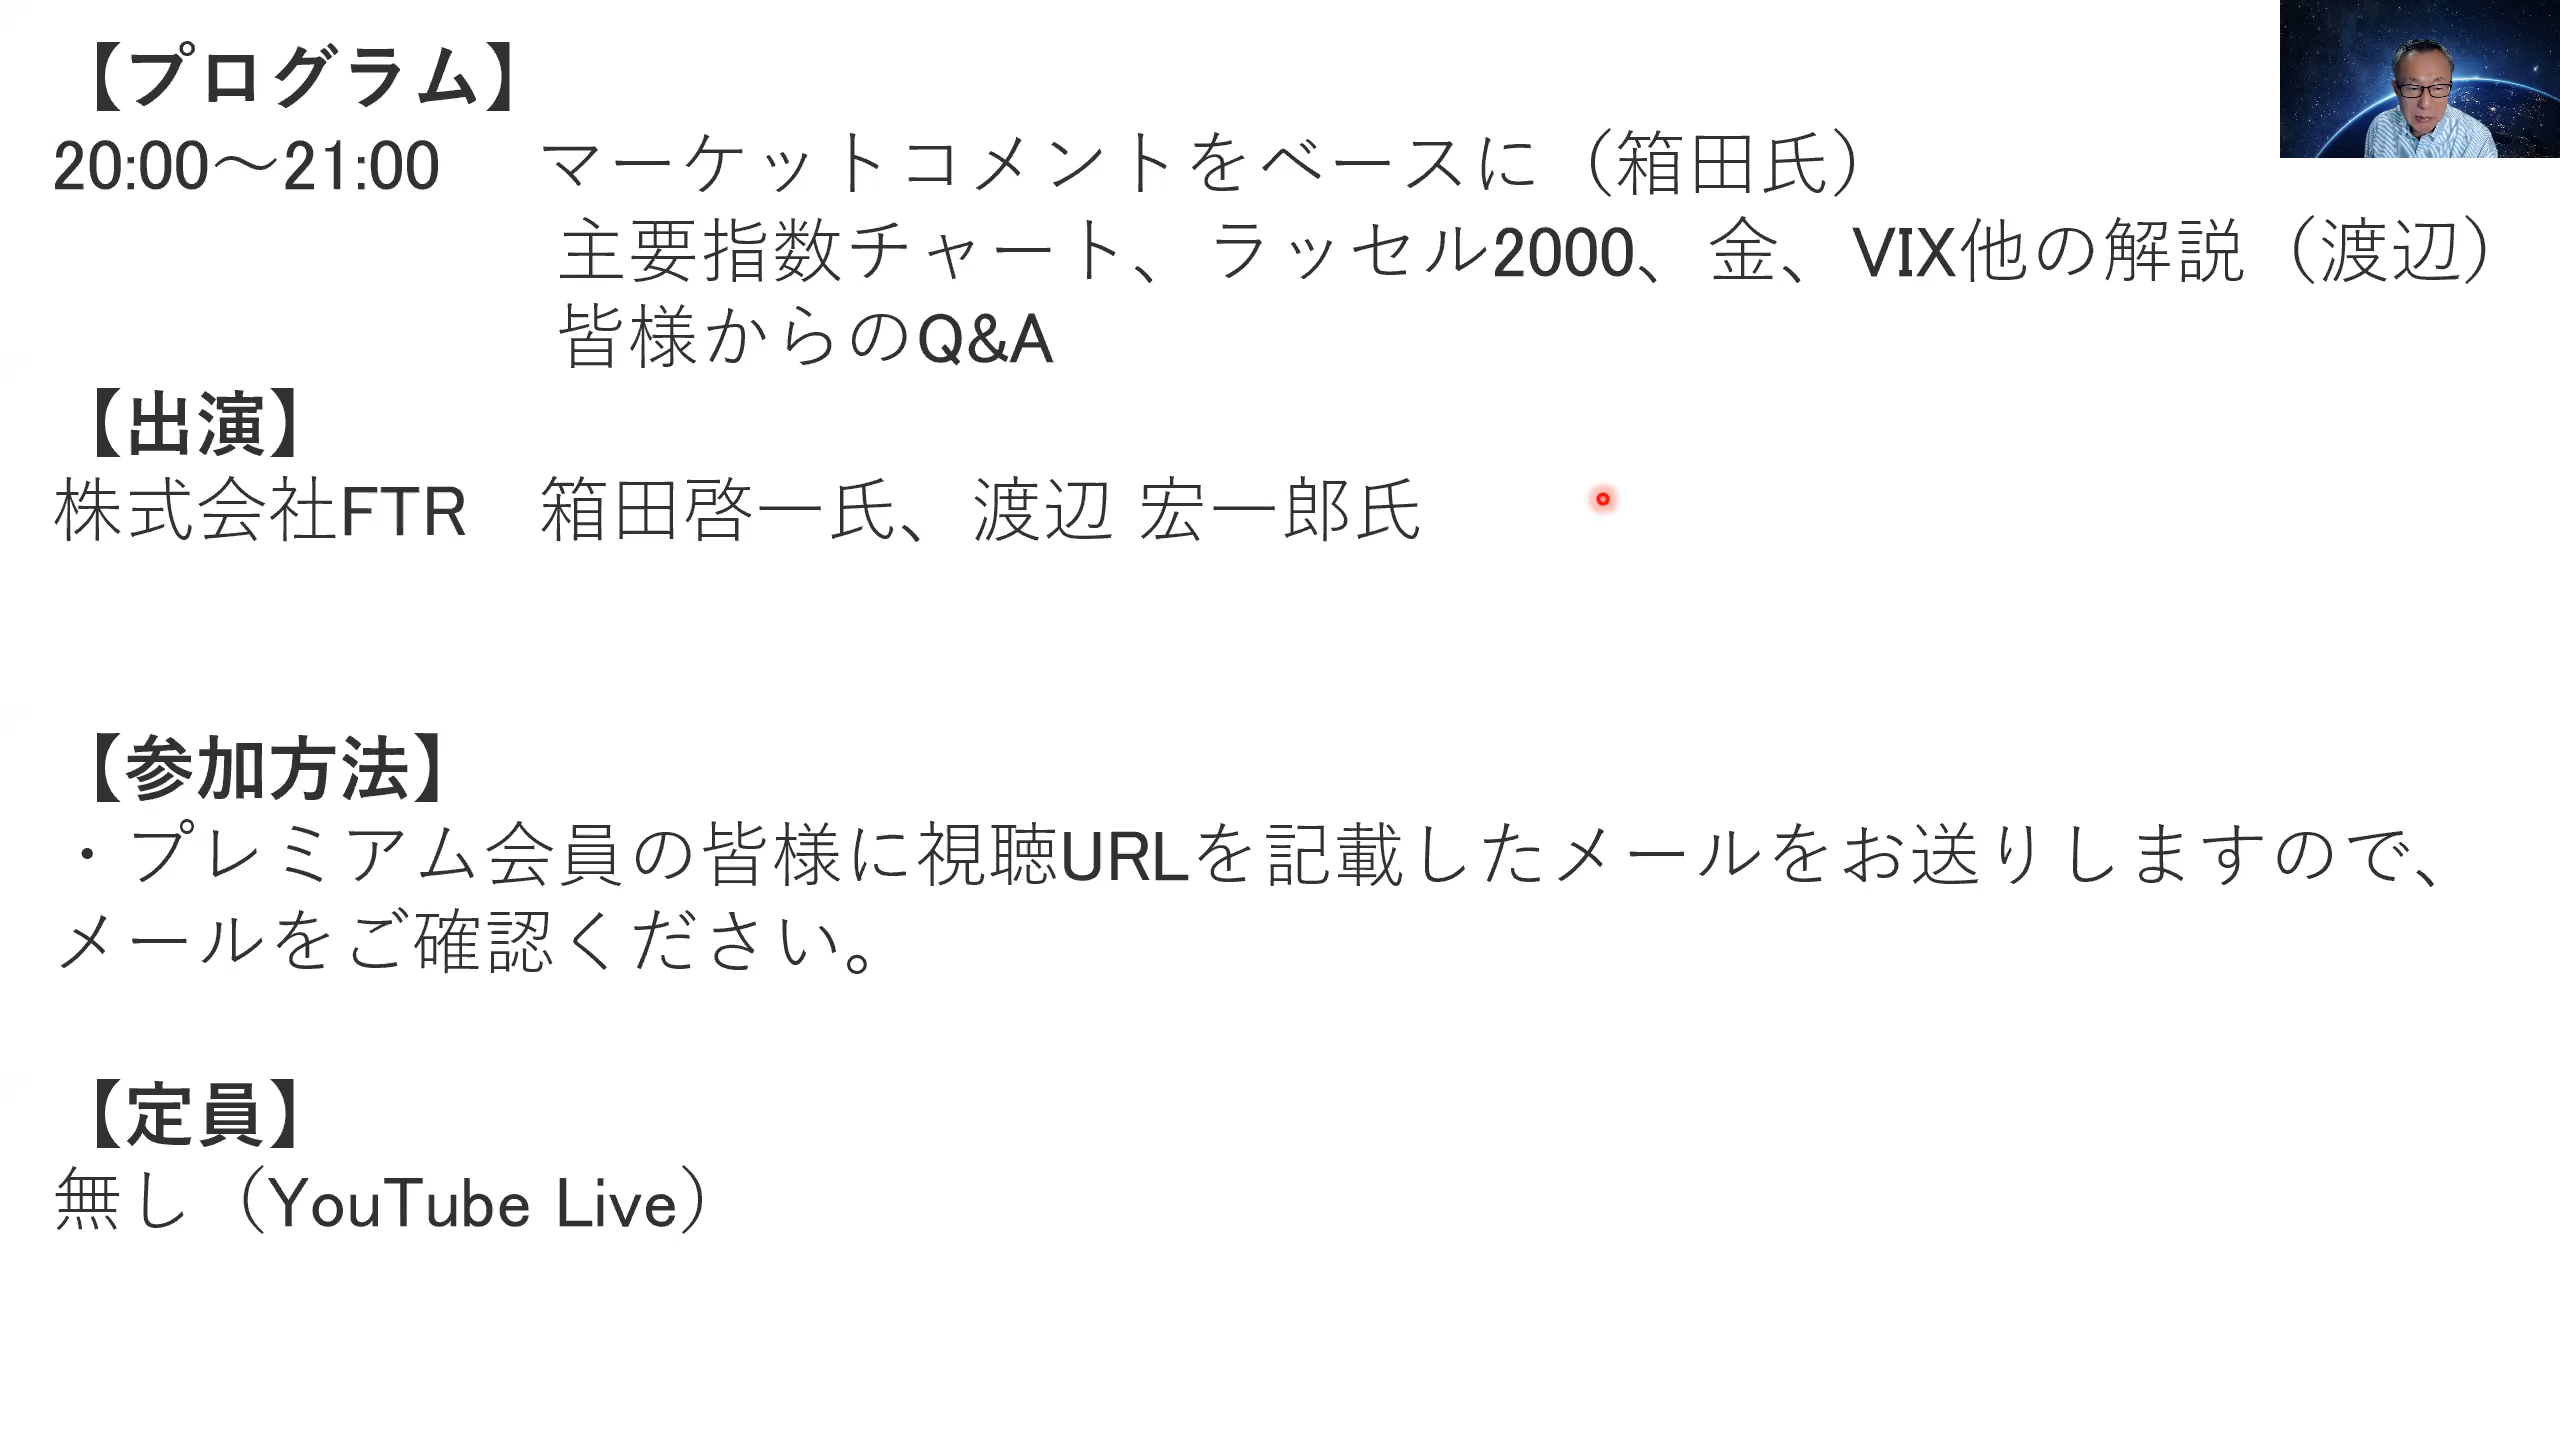 【プログラム】
20:00～21:00　マーケットコメントをベースに（箱田氏）
主要指数チャート、ラッセル2000、金、VIX他の解説（渡辺）
皆様からのQ&A
【出演】
株式会社FTR　箱田啓一氏、渡辺 宏一郎氏
【参加方法】
・プレミアム会員の皆様に視聴URLを記載したメールをお送りしますので、
メールをご確認ください。
【定員】
無し（YouTube Live）